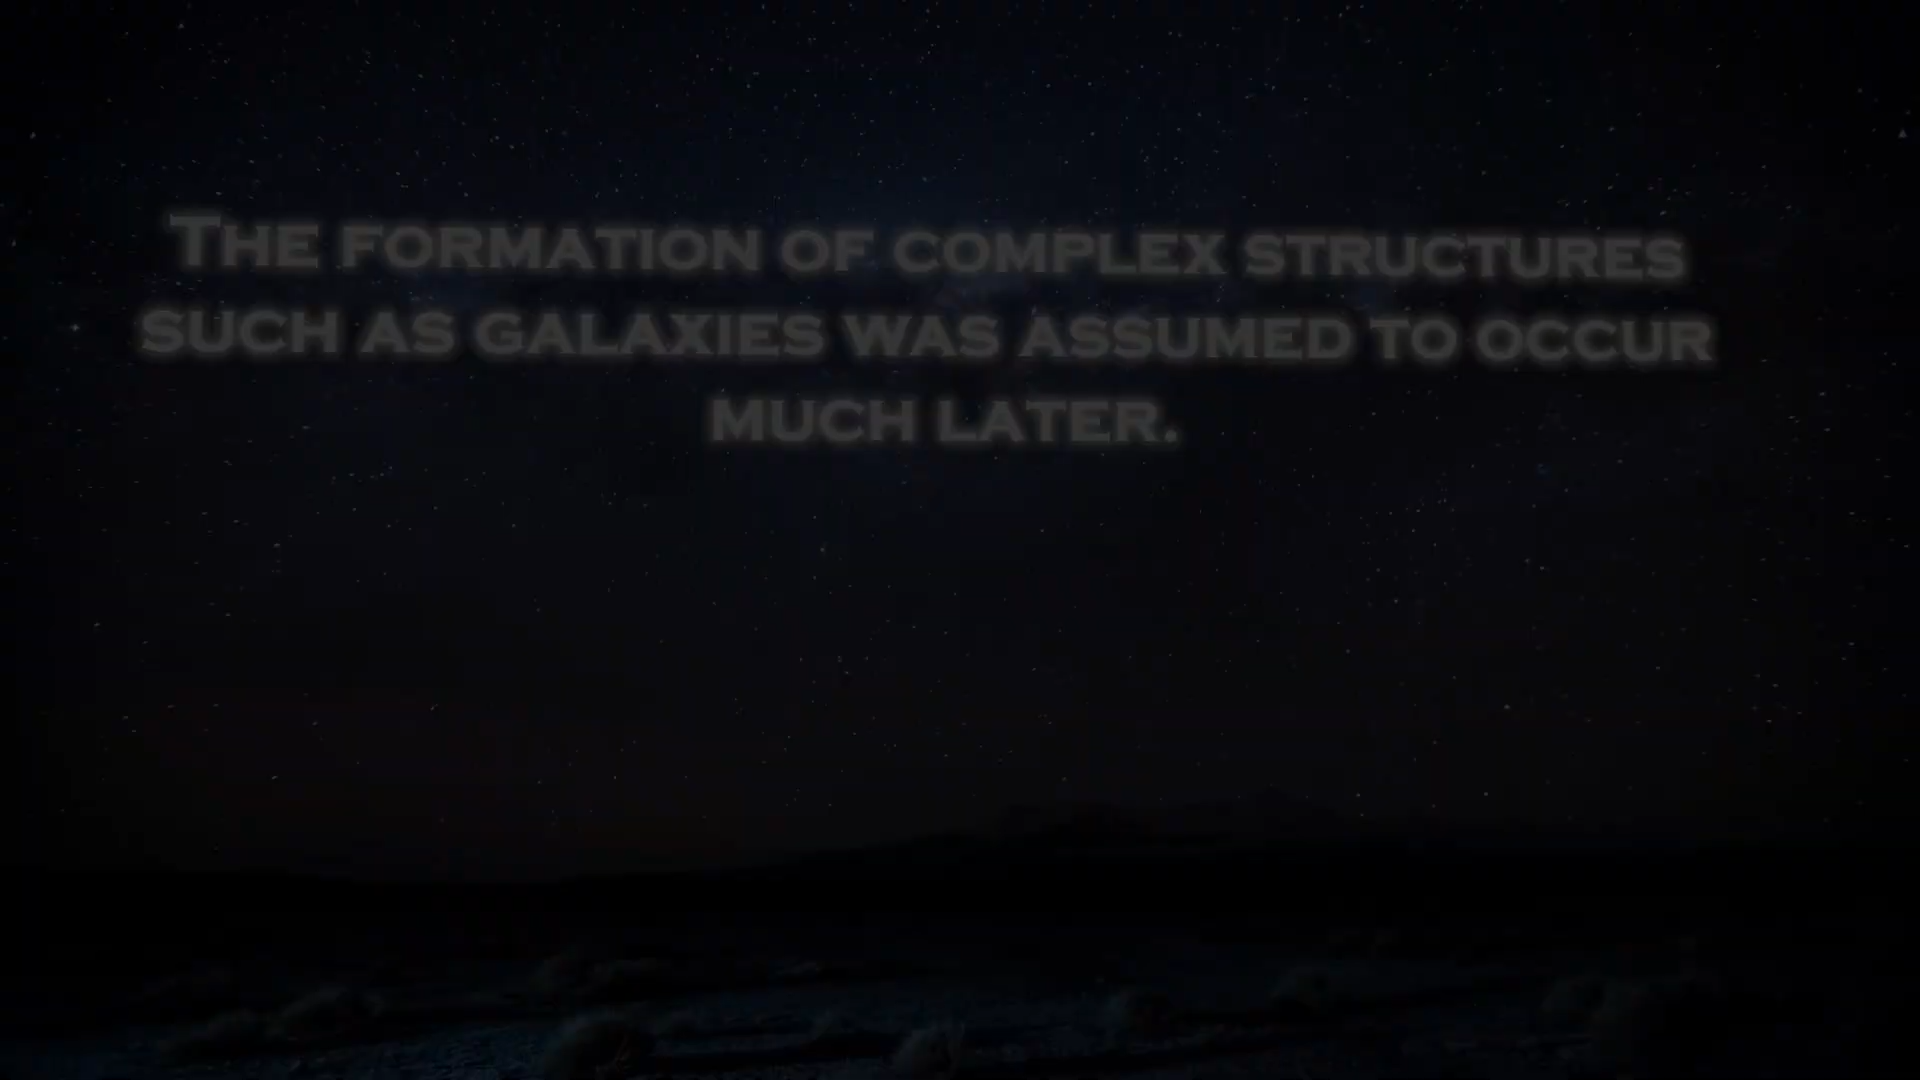 The formation of complex structures
such as galaxies was assumed to occur
much later.